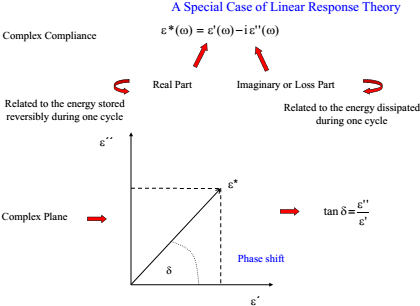 A Special Case of Linear Response Theory
Complex Compliance
ε*(ω) = ε'(ω)−iε''(ω)
Real Part
Imaginary or Loss Part
Related to the energy stored
reversibly during one cycle
Related to the energy dissipated
during one cycle
ε´´
ε*
Complex Plane
tan δ = ε'' / ε'
Phase shift
δ
ε´